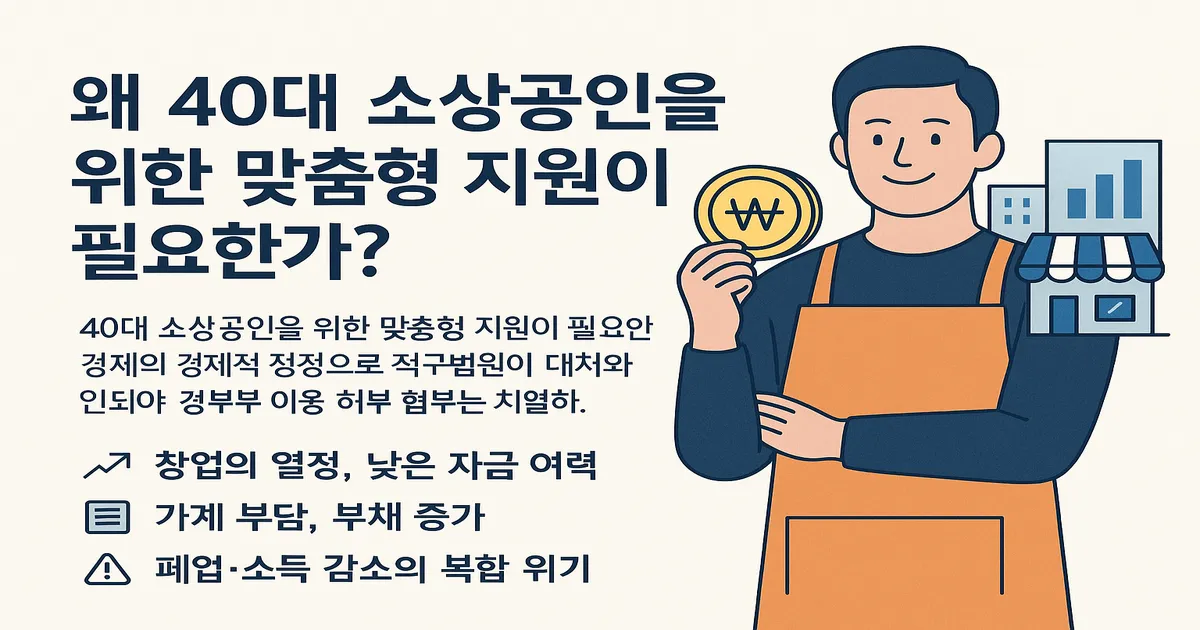 왜 40대 소상공인을
위한 맞춤형 지원이
필요한가?
₩
40대 소상공인을 위한 맞춤헝 지원이 필요안
경제의 경제적 정정으로 적구법원이 대처와
인되야 경부부 이옹 허부 협부는 치열하.
창업의 열정, 낮은 자금 여력
가계 부담, 부채 증가
폐업·소득 감소의 복합 위기